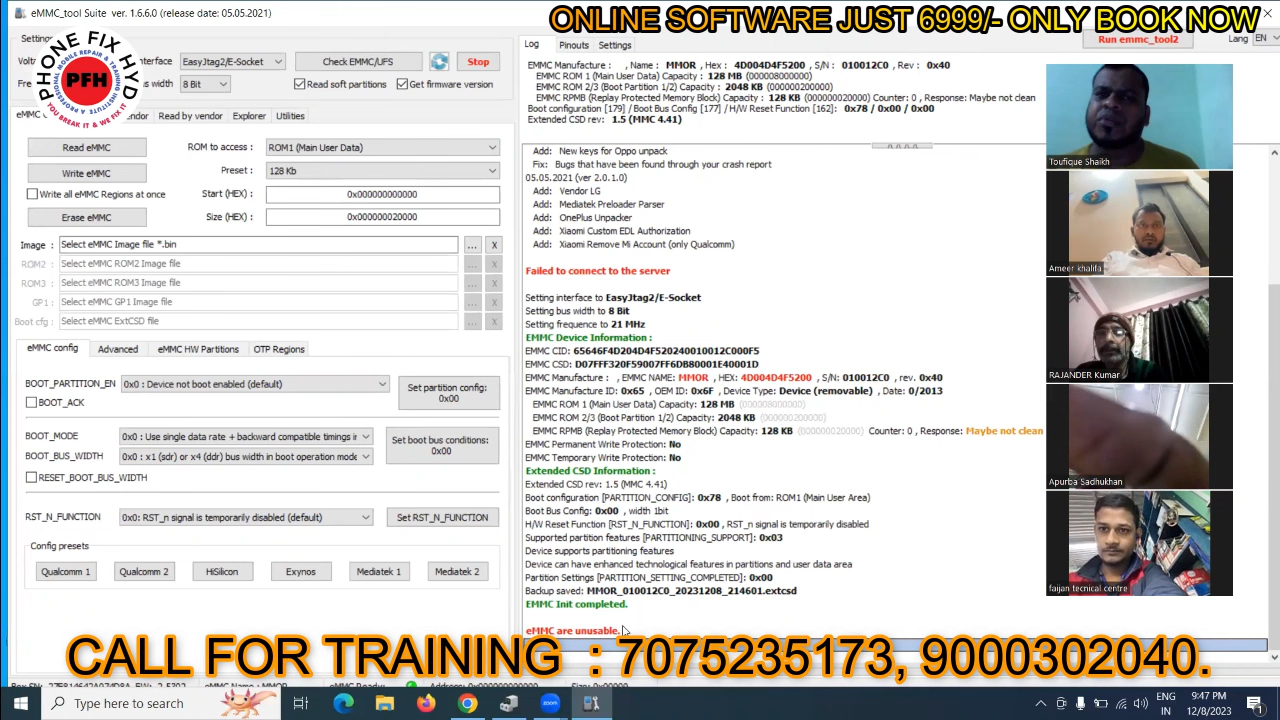 eMMC_tool Suite ver. 1.6.6.0 (release date: 05.05.2021)
ONLINE SOFTWARE JUST 6999/- ONLY BOOK NOW
PHONE FIX HYD
PROFESSIONAL MOBILE REPAIR & TRAINING INSTITUTE
PFH
YOU BREAK IT & WE FIX IT
EasyJtag2/E-Socket
Check EMMC/UFS
Stop
8 Bit
Read soft partitions
Get firmware version
Read by vendor
Explorer
Utilities
Read eMMC
ROM to access :
ROM1 (Main User Data)
Write eMMC
Preset :
128 Kb
Write all eMMC Regions at once
Start (HEX) :
0x000000000000
Erase eMMC
Size (HEX) :
0x000000020000
Image :
Select eMMC Image file *.bin
... X
ROM2 :
Select eMMC ROM2 Image file
... X
ROM3 :
Select eMMC ROM3 Image file
... X
GP1 :
Select eMMC GP1 Image file
... X
Boot cfg :
Select eMMC ExtCSD file
... X
eMMC config
Advanced
eMMC HW Partitions
OTP Regions
BOOT_PARTITION_EN
0x0 : Device not boot enabled (default)
Set partition config:
0x00
BOOT_ACK
BOOT_MODE
0x0 : Use single data rate + backward compatible timings ir
Set boot bus conditions:
0x00
BOOT_BUS_WIDTH
0x0 : x1 (sdr) or x4 (ddr) bus width in boot operation mode
RESET_BOOT_BUS_WIDTH
RST_N_FUNCTION
0x0: RST_n signal is temporarily disabled (default)
Set RST_N_FUNCTION
Config presets
Qualcomm 1
Qualcomm 2
HiSilicon
Exynos
Mediatek 1
Mediatek 2
Log
Pinouts
Settings
Run emmc_tool2
Lang
EN
EMMC Manufacture : , Name : MMOR , Hex : 4D004D4F5200 , S/N : 010012C0 , Rev : 0x40
EMMC ROM 1 (Main User Data) Capacity : 128 MB (000008000000)
EMMC ROM 2/3 (Boot Partition 1/2) Capacity : 2048 KB (000000200000)
EMMC RPMB (Replay Protected Memory Block) Capacity : 128 KB (000000020000) Counter: 0 , Response: Maybe not clean
Boot configuration [179] / Boot Bus Config [177] / H/W Reset Function [162]: 0x78 / 0x00 / 0x00
Extended CSD rev: 1.5 (MMC 4.41)
Add: New keys for Oppo unpack
Fix: Bugs that have been found through your crash report
05.05.2021 (ver 2.0.1.0)
Add: Vendor LG
Add: Mediatek Preloader Parser
Add: OnePlus Unpacker
Add: Xiaomi Custom EDL Authorization
Add: Xiaomi Remove Mi Account (only Qualcomm)
Failed to connect to the server
Setting interface to EasyJtag2/E-Socket
Setting bus width to 8 Bit
Setting frequence to 21 MHz
EMMC Device Information :
EMMC CID: 65646F4D204D4F520240010012C000F5
EMMC CSD: D07FFF320F59007FF6DB80001E40001D
EMMC Manufacture : , EMMC NAME: MMOR , HEX: 4D004D4F5200 , S/N: 010012C0 , rev. 0x40
EMMC Manufacture ID: 0x65 , OEM ID: 0x6F , Device Type: Device (removable) , Date: 0/2013
EMMC ROM 1 (Main User Data) Capacity: 128 MB (000008000000)
EMMC ROM 2/3 (Boot Partition 1/2) Capacity: 2048 KB (000000200000)
EMMC RPMB (Replay Protected Memory Block) Capacity: 128 KB (000000020000) Counter: 0 , Response: Maybe not clean
EMMC Permanent Write Protection: No
EMMC Temporary Write Protection: No
Extended CSD Information :
Extended CSD rev: 1.5 (MMC 4.41)
Boot configuration [PARTITION_CONFIG]: 0x78 , Boot from: ROM1 (Main User Area)
Boot Bus Config: 0x00 , width 1bit
H/W Reset Function [RST_N_FUNCTION]: 0x00 , RST_n signal is temporarily disabled
Supported partition features [PARTITIONING_SUPPORT]: 0x03
Device supports partitioning features
Device can have enhanced technological features in partitions and user data area
Partition Settings [PARTITION_SETTING_COMPLETED]: 0x00
Backup saved: MMOR_010012C0_20231208_214601.extcsd
EMMC Init completed.
eMMC are unusable.
Toufique Shaikh
Ameer khalifa
RAJANDER Kumar
Apurba Sadhukhan
faijan tecnical centre
CALL FOR TRAINING : 7075235173, 9000302040.
Type here to search
zoom
ENG
IN
9:47 PM
12/8/2023
1